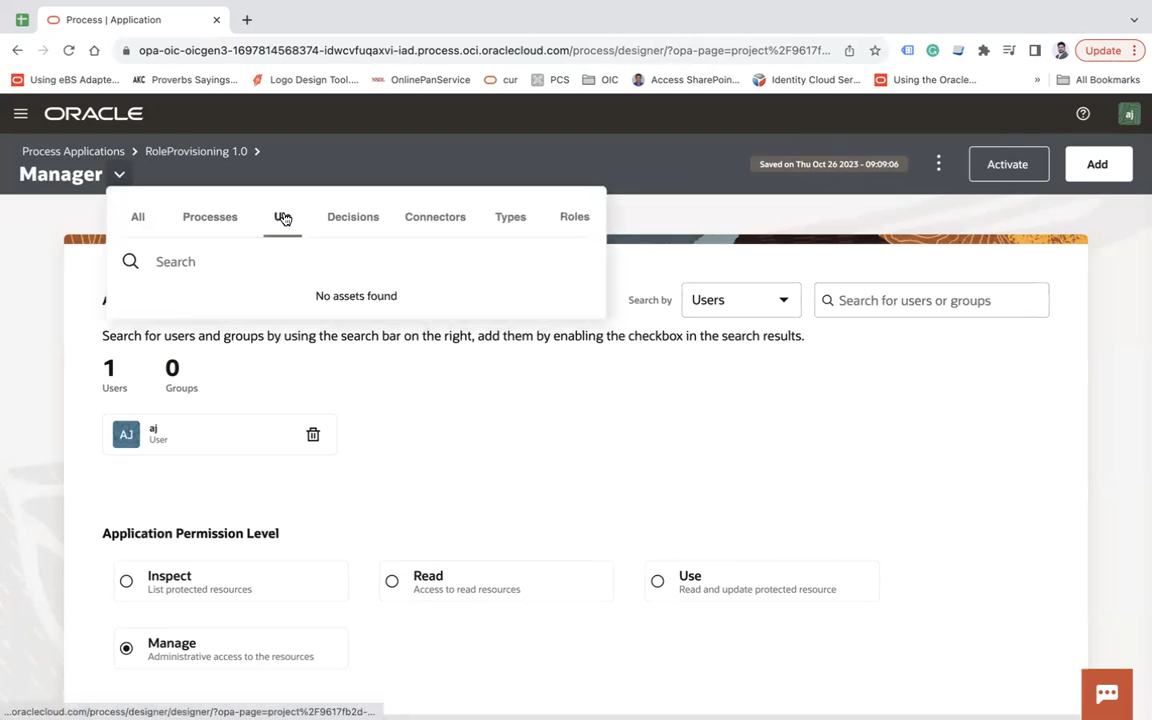 Process | Application
opa-oic-oicgen3-1697814568374-idwcvfuqaxvi-iad.process.oci.oraclecloud.com/process/designer/?opa-page=project%2F9617f...
Update
Using eBS Adapte...
AKC Proverbs Sayings...
Logo Design Tool....
OnlinePanService
cur
PCS
OIC
Access SharePoin...
Identity Cloud Ser...
Using the Oracle...
»
All Bookmarks
ORACLE
aj
Process Applications > RoleProvisioning 1.0 >
Manager
Saved on Thu Oct 26 2023 - 09:09:06
Activate
Add
All
Processes
Decisions
Connectors
Types
Roles
Search
No assets found
Search by
Users
Search for users or groups
Search for users and groups by using the search bar on the right, add them by enabling the checkbox in the search results.
1
Users
0
Groups
AJ
aj
User
Application Permission Level
Inspect
List protected resources
Read
Access to read resources
Use
Read and update protected resource
Manage
Administrative access to the resources
...oraclecloud.com/process/designer/designer/?opa-page=project%2F9617fb2d-...